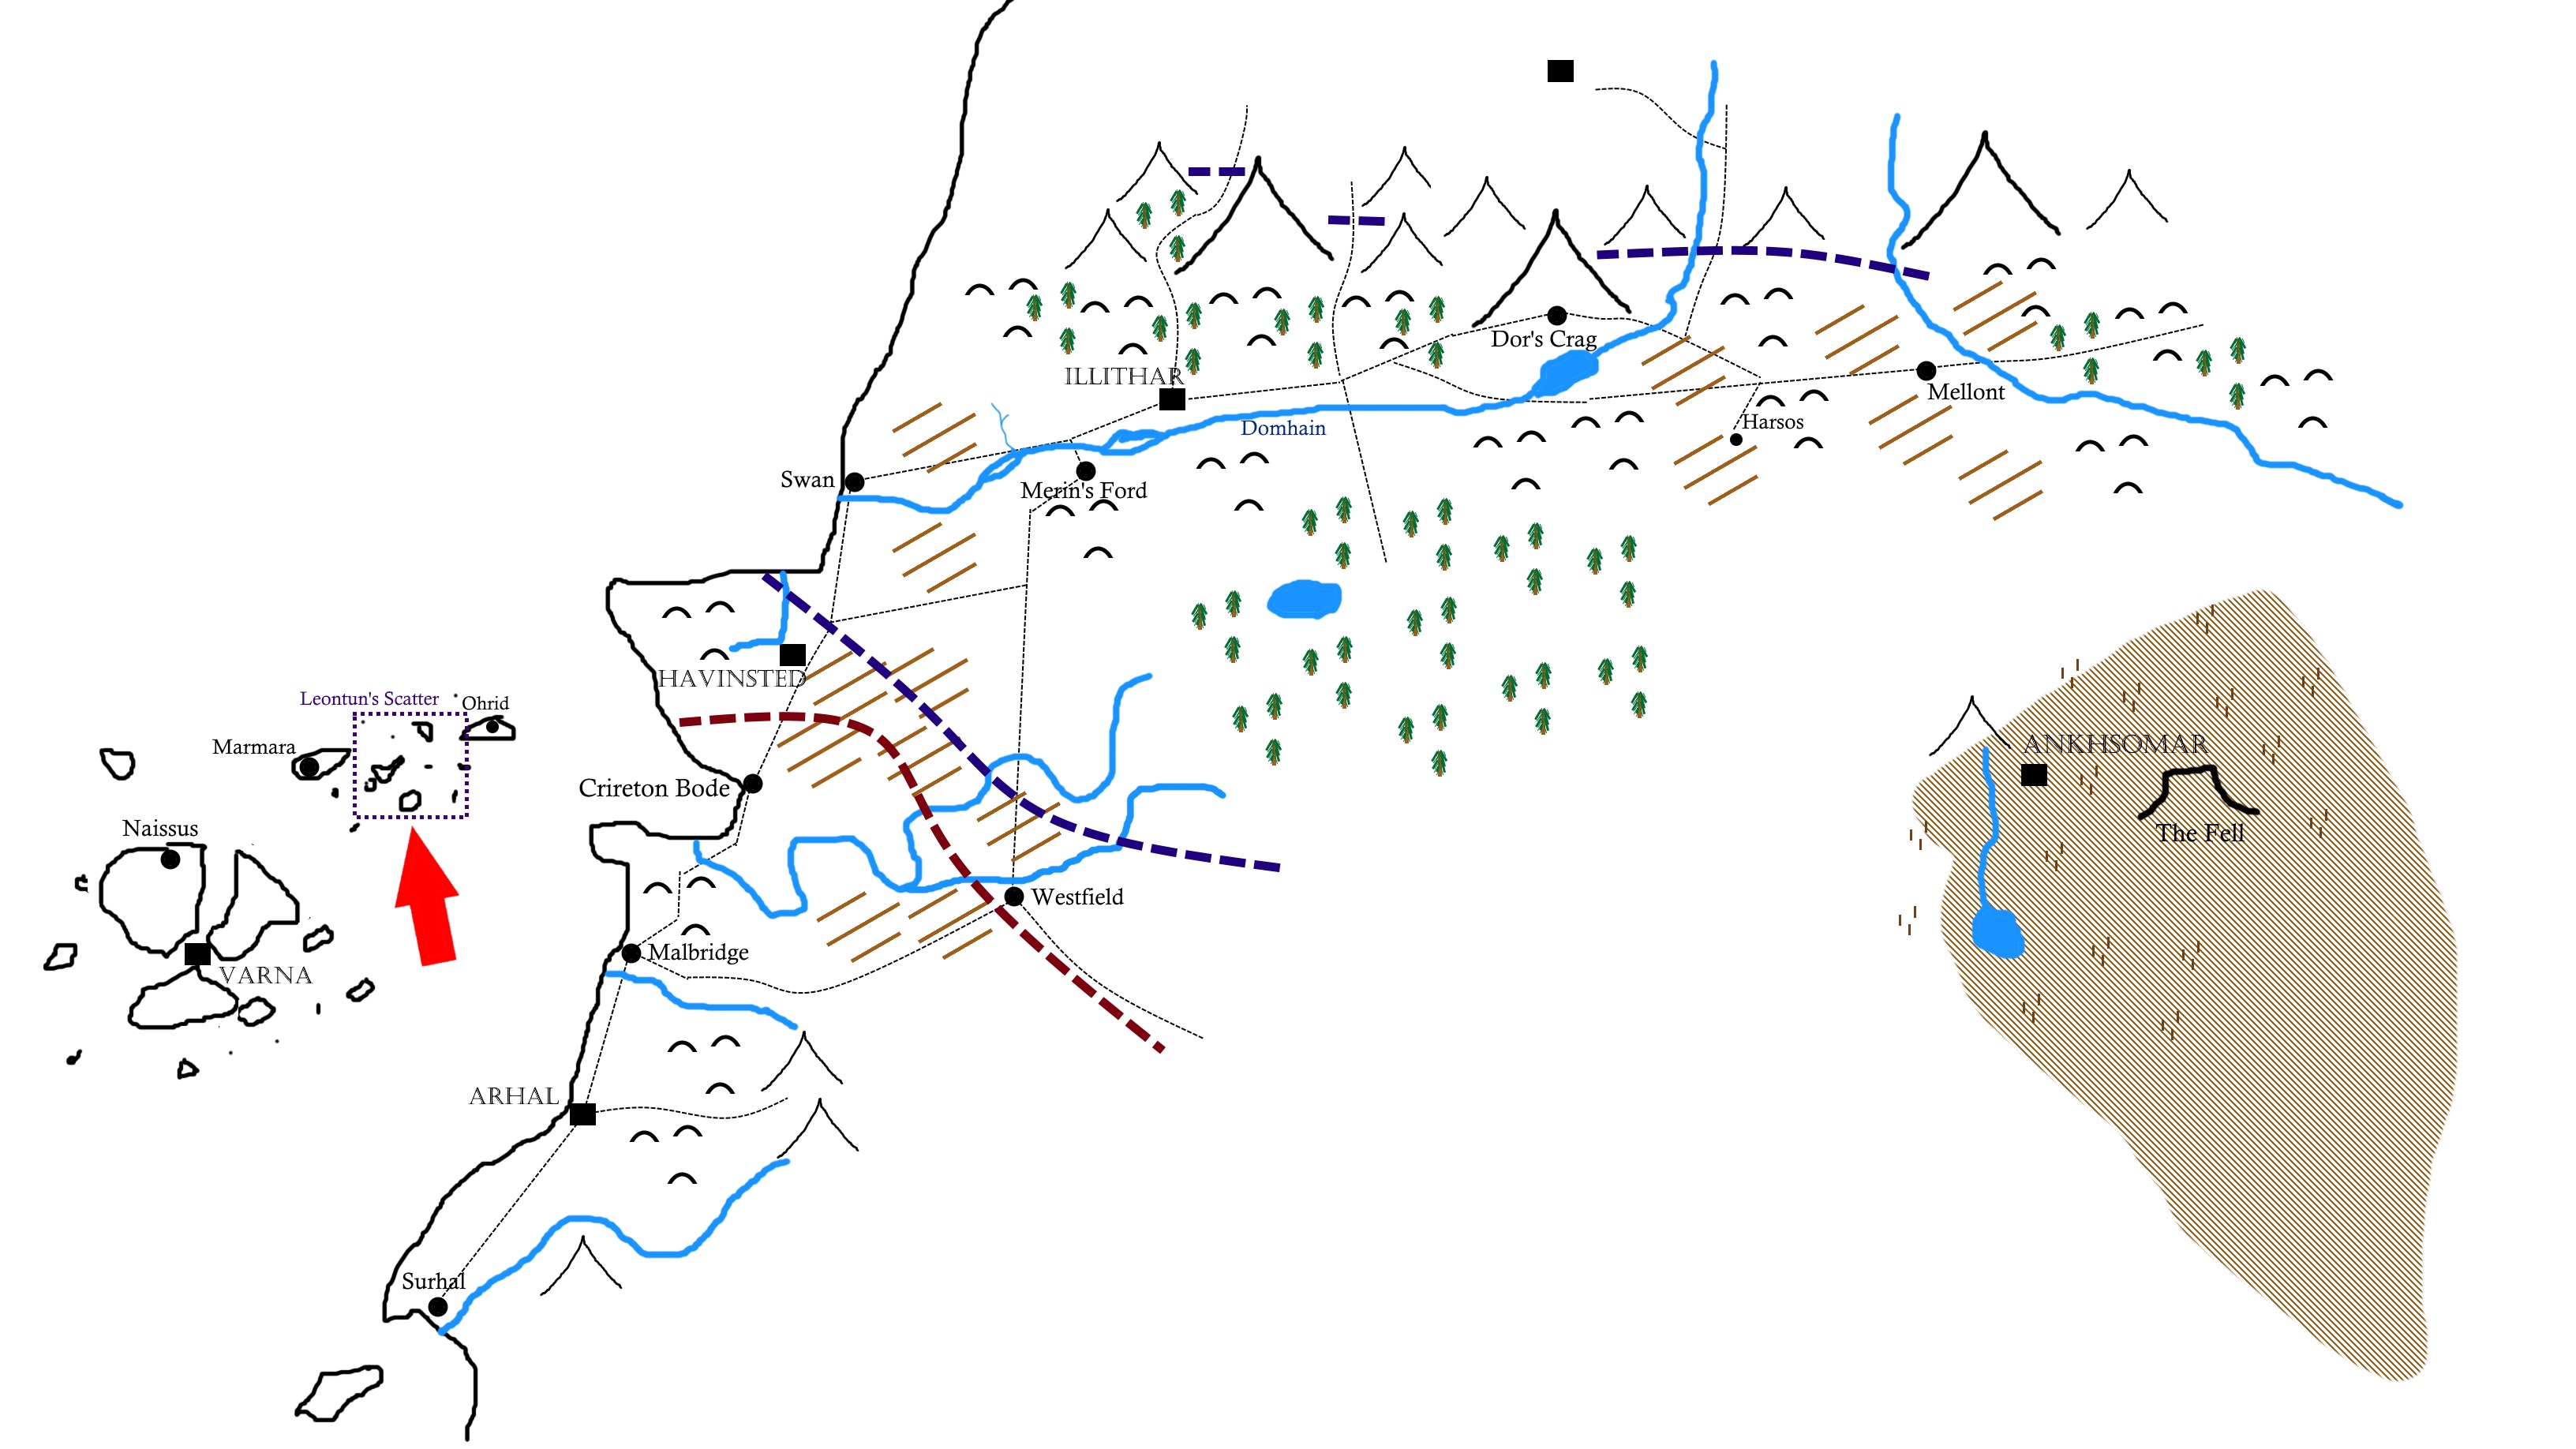 Dor's Crag
ILLITHAR
Mellont
Harsos
Domhain
Swan
Merin's Ford
HAVINSTED
Leontun's Scatter
Ohrid
Marmara
ANKHSOMAR
Crireton Bode
Naissus
The Fell
Westfield
Malbridge
VARNA
ARHAL
Surhal